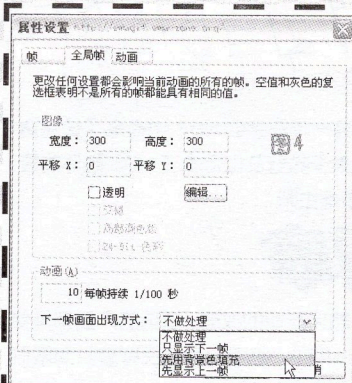 属性设置
帧 全局帧 动画
更改任何设置都会影响当前动画的所有的帧。空值和灰色的复
选框表明不是所有的帧都能具有相同的值。
图像
宽度： 300 高度： 300
图4
平移 X： 0 平移 Y： 0
透明 编辑...
24-Bit 色彩
动画(A)
10 每帧持续 1/100 秒
下一帧画面出现方式： 不做处理
不做处理
只显示下一帧
先用背景色填充
先显示上一帧
消